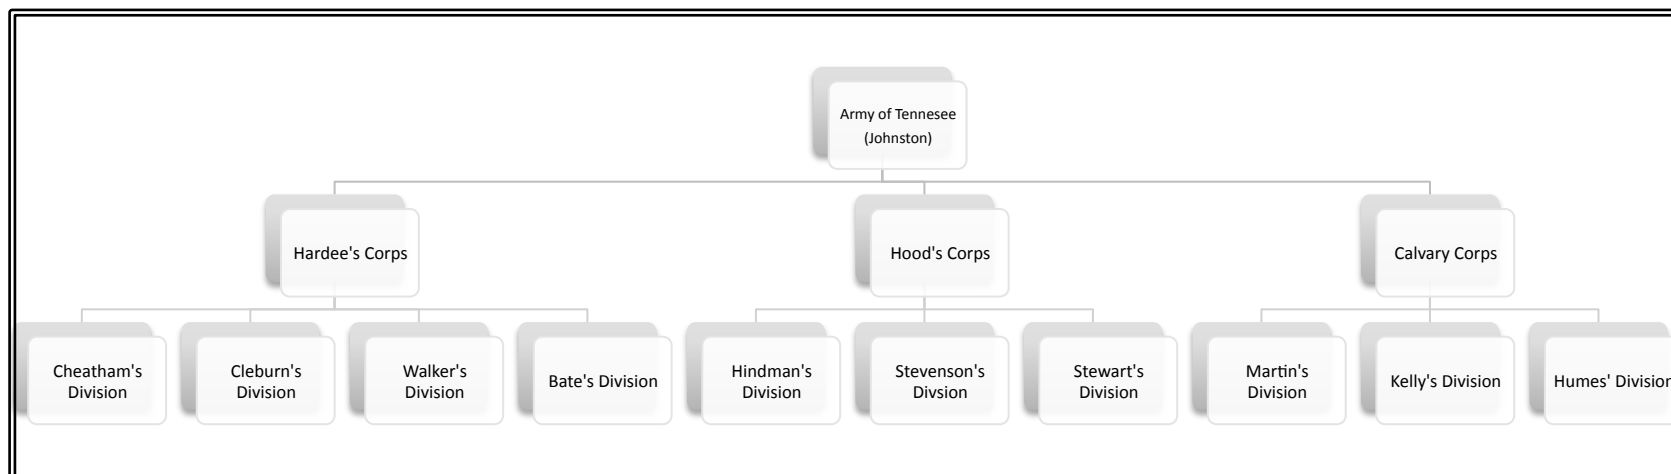 Army of Tennesee
(Johnston)
Hardee's Corps
Hood's Corps
Calvary Corps
Cheatham's
Division
Cleburn's
Division
Walker's
Division
Bate's Division
Hindman's
Division
Stevenson's
Divsion
Stewart's
Division
Martin's
Division
Kelly's Division
Humes' Division